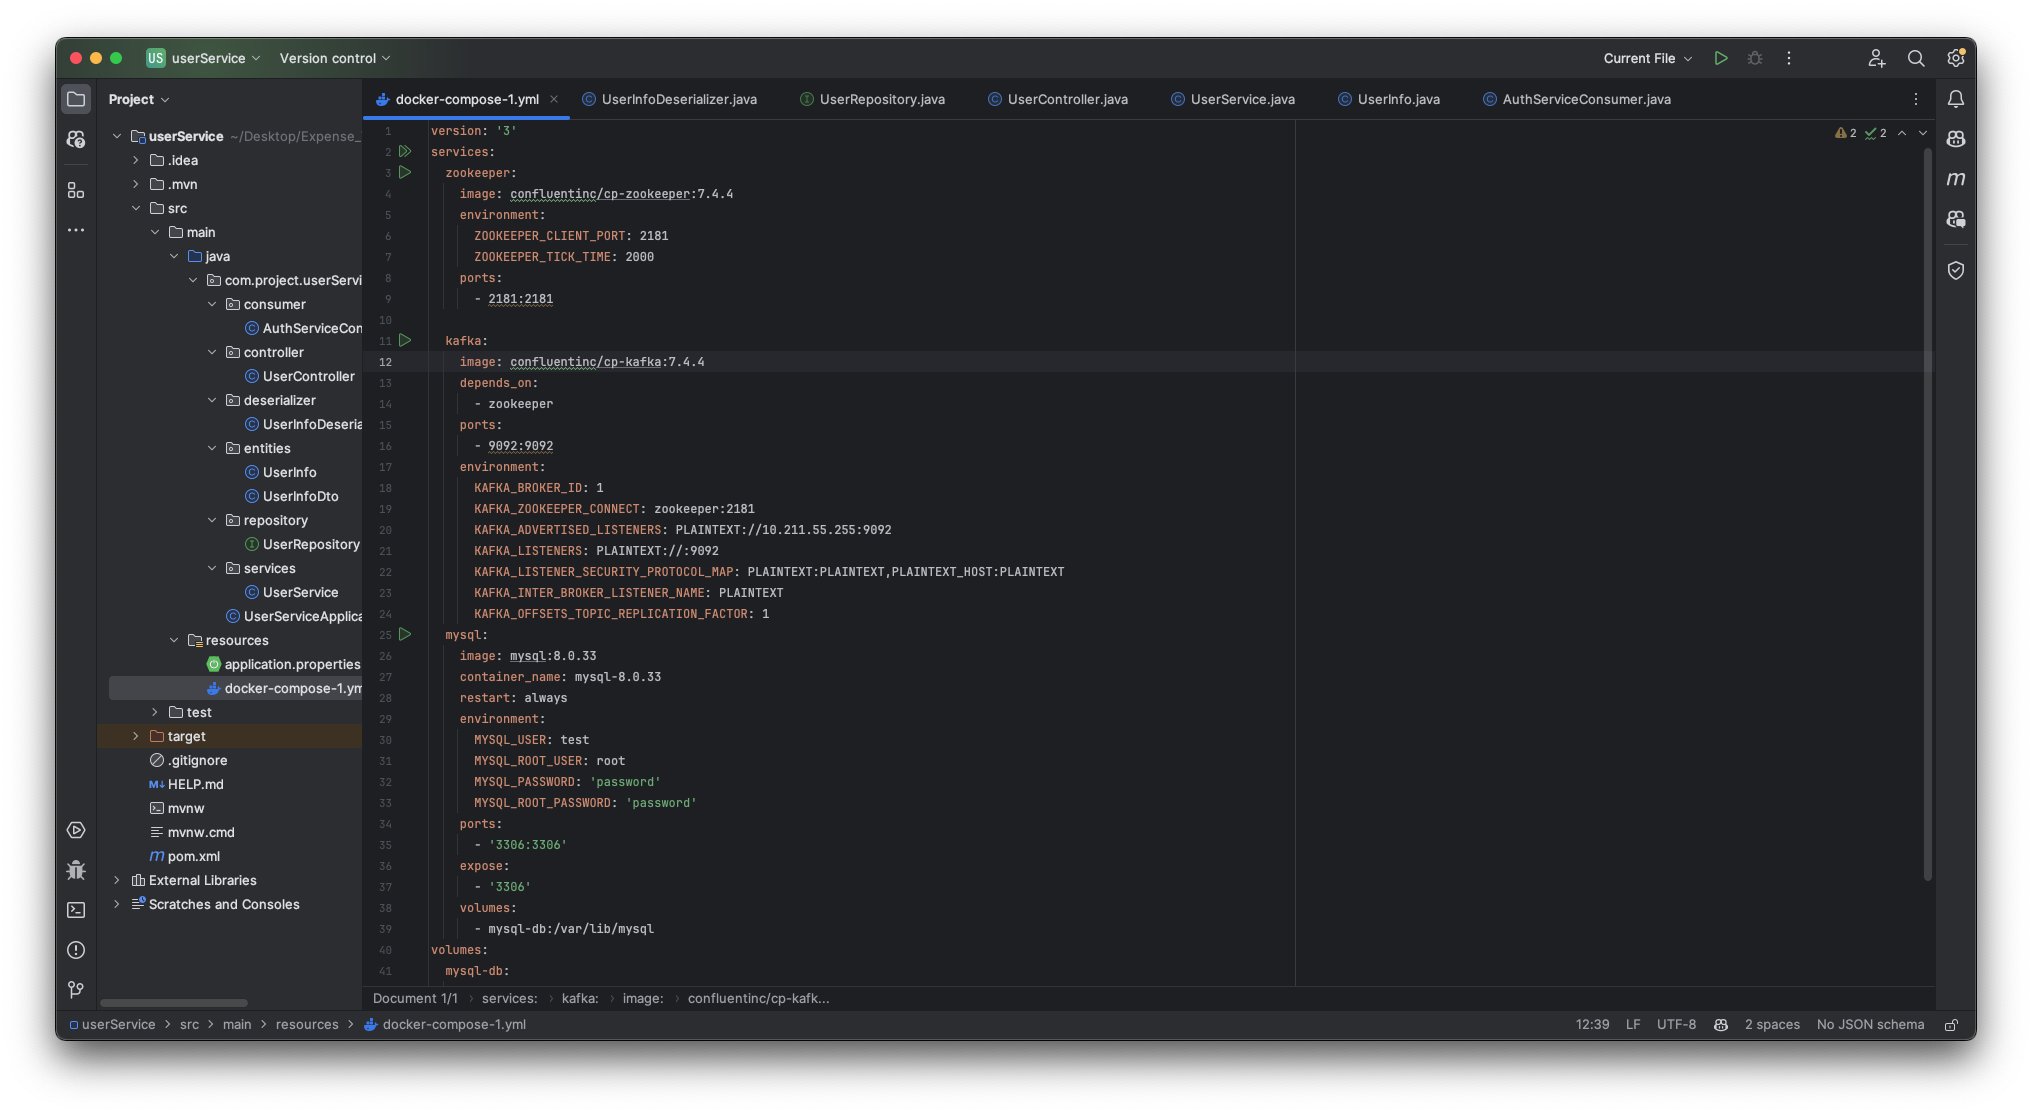 US userService Version control Current File
Project
docker-compose-1.yml UserInfoDeserializer.java UserRepository.java UserController.java UserService.java UserInfo.java AuthServiceConsumer.java
userService ~/Desktop/Expense_
.idea
.mvn
src
main
java
com.project.userServi
consumer
AuthServiceCon
controller
UserController
deserializer
UserInfoDeseria
entities
UserInfo
UserInfoDto
repository
UserRepository
services
UserService
UserServiceApplica
resources
application.properties
docker-compose-1.ym
test
target
.gitignore
HELP.md
mvnw
mvnw.cmd
pom.xml
External Libraries
Scratches and Consoles
2 2
1 version: '3'
2 services:
3 zookeeper:
4 image: confluentinc/cp-zookeeper:7.4.4
5 environment:
6 ZOOKEEPER_CLIENT_PORT: 2181
7 ZOOKEEPER_TICK_TIME: 2000
8 ports:
9 - 2181:2181
10
11 kafka:
12 image: confluentinc/cp-kafka:7.4.4
13 depends_on:
14 - zookeeper
15 ports:
16 - 9092:9092
17 environment:
18 KAFKA_BROKER_ID: 1
19 KAFKA_ZOOKEEPER_CONNECT: zookeeper:2181
20 KAFKA_ADVERTISED_LISTENERS: PLAINTEXT://10.211.55.255:9092
21 KAFKA_LISTENERS: PLAINTEXT://:9092
22 KAFKA_LISTENER_SECURITY_PROTOCOL_MAP: PLAINTEXT:PLAINTEXT,PLAINTEXT_HOST:PLAINTEXT
23 KAFKA_INTER_BROKER_LISTENER_NAME: PLAINTEXT
24 KAFKA_OFFSETS_TOPIC_REPLICATION_FACTOR: 1
25 mysql:
26 image: mysql:8.0.33
27 container_name: mysql-8.0.33
28 restart: always
29 environment:
30 MYSQL_USER: test
31 MYSQL_ROOT_USER: root
32 MYSQL_PASSWORD: 'password'
33 MYSQL_ROOT_PASSWORD: 'password'
34 ports:
35 - '3306:3306'
36 expose:
37 - '3306'
38 volumes:
39 - mysql-db:/var/lib/mysql
40 volumes:
41 mysql-db:
Document 1/1 › services: › kafka: › image: › confluentinc/cp-kafk...
userService › src › main › resources › docker-compose-1.yml 12:39 LF UTF-8 2 spaces No JSON schema